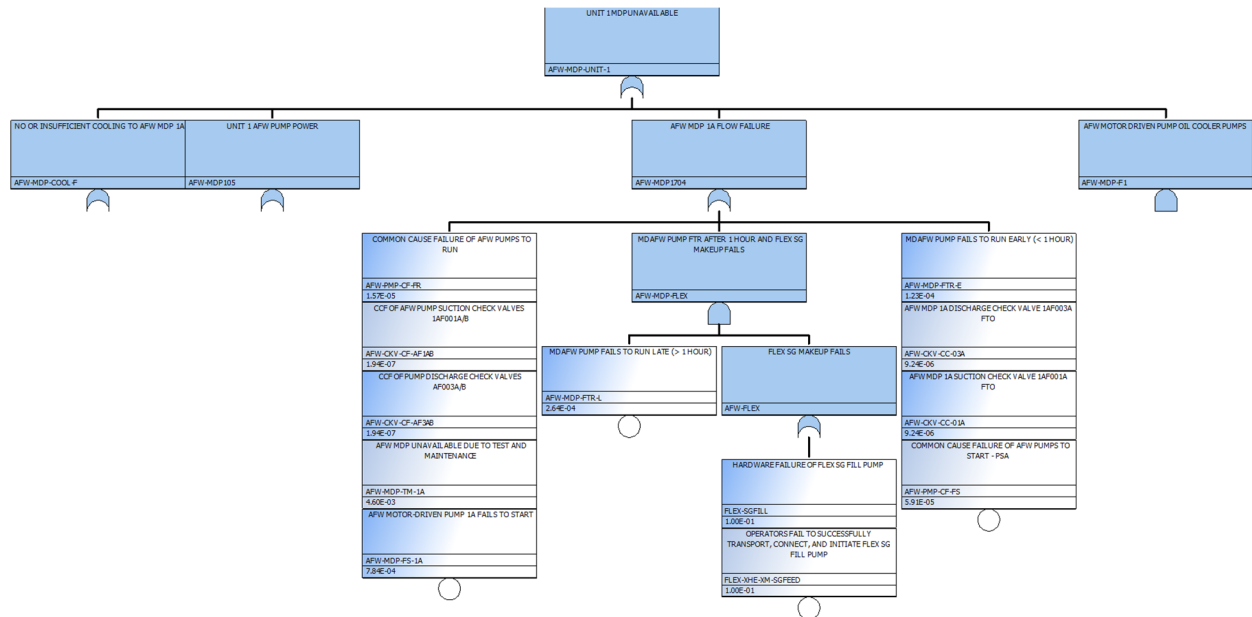 UNIT 1 MDP UNAVAILABLE
AFW-MDP-UNIT-1
NO OR INSUFFICIENT COOLING TO AFW MDP 1A
AFW-MDP-COOL-F
UNIT 1 AFW PUMP POWER
AFW-MDP105
AFW MDP 1A FLOW FAILURE
AFW-MDP1704
AFW MOTOR DRIVEN PUMP OIL COOLER PUMPS
AFW-MDP-F1
COMMON CAUSE FAILURE OF AFW PUMPS TO
RUN
AFW-PMP-CF-FR
1.57E-05
CCF OF AFW PUMP SUCTION CHECK VALVES
1AF001A/B
AFW-CKV-CF-AF1AB
1.94E-07
CCF OF PUMP DISCHARGE CHECK VALVES
AF003A/B
AFW-CKV-CF-AF3AB
1.94E-07
AFW MDP UNAVAILABLE DUE TO TEST AND
MAINTENANCE
AFW-MDP-TM-1A
4.60E-03
AFW MOTOR-DRIVEN PUMP 1A FAILS TO START
AFW-MDP-FS-1A
7.84E-04
MDAFW PUMP FTR AFTER 1 HOUR AND FLEX SG
MAKEUP FAILS
AFW-MDP-FLEX
MDAFW PUMP FAILS TO RUN LATE (> 1 HOUR)
AFW-MDP-FTR-L
2.64E-04
FLEX SG MAKEUP FAILS
AFW-FLEX
HARDWARE FAILURE OF FLEX SG FILL PUMP
FLEX-SGFILL
1.00E-01
OPERATORS FAIL TO SUCCESSFULLY
TRANSPORT, CONNECT, AND INITIATE FLEX SG
FILL PUMP
FLEX-XHE-XM-SGFEED
1.00E-01
MDAFW PUMP FAILS TO RUN EARLY (< 1 HOUR)
AFW-MDP-FTR-E
1.23E-04
AFW MDP 1A DISCHARGE CHECK VALVE 1AF003A
FTO
AFW-CKV-CC-03A
9.24E-06
AFW MDP 1A SUCTION CHECK VALVE 1AF001A
FTO
AFW-CKV-CC-01A
9.24E-06
COMMON CAUSE FAILURE OF AFW PUMPS TO
START - PSA
AFW-PMP-CF-FS
5.91E-05